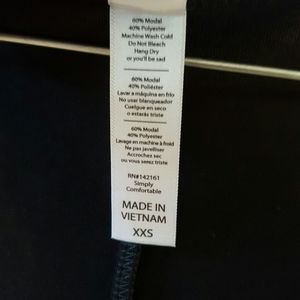 60% Modal
40% Polyester
Machine Wash Cold
Do Not Bleach
Hang Dry
or you'll be sad
60% Modal
40% Poliéster
Lavar a máquina en frío
No usar blanqueador
Cuelgue en seco
o estarás triste
60% Modal
40% Polyester
Lavage en machine à froid
Ne pas javelliser
Accrochez sec
ou vous serez triste
RN#142161
Simply
Comfortable
MADE IN
VIETNAM
XXS